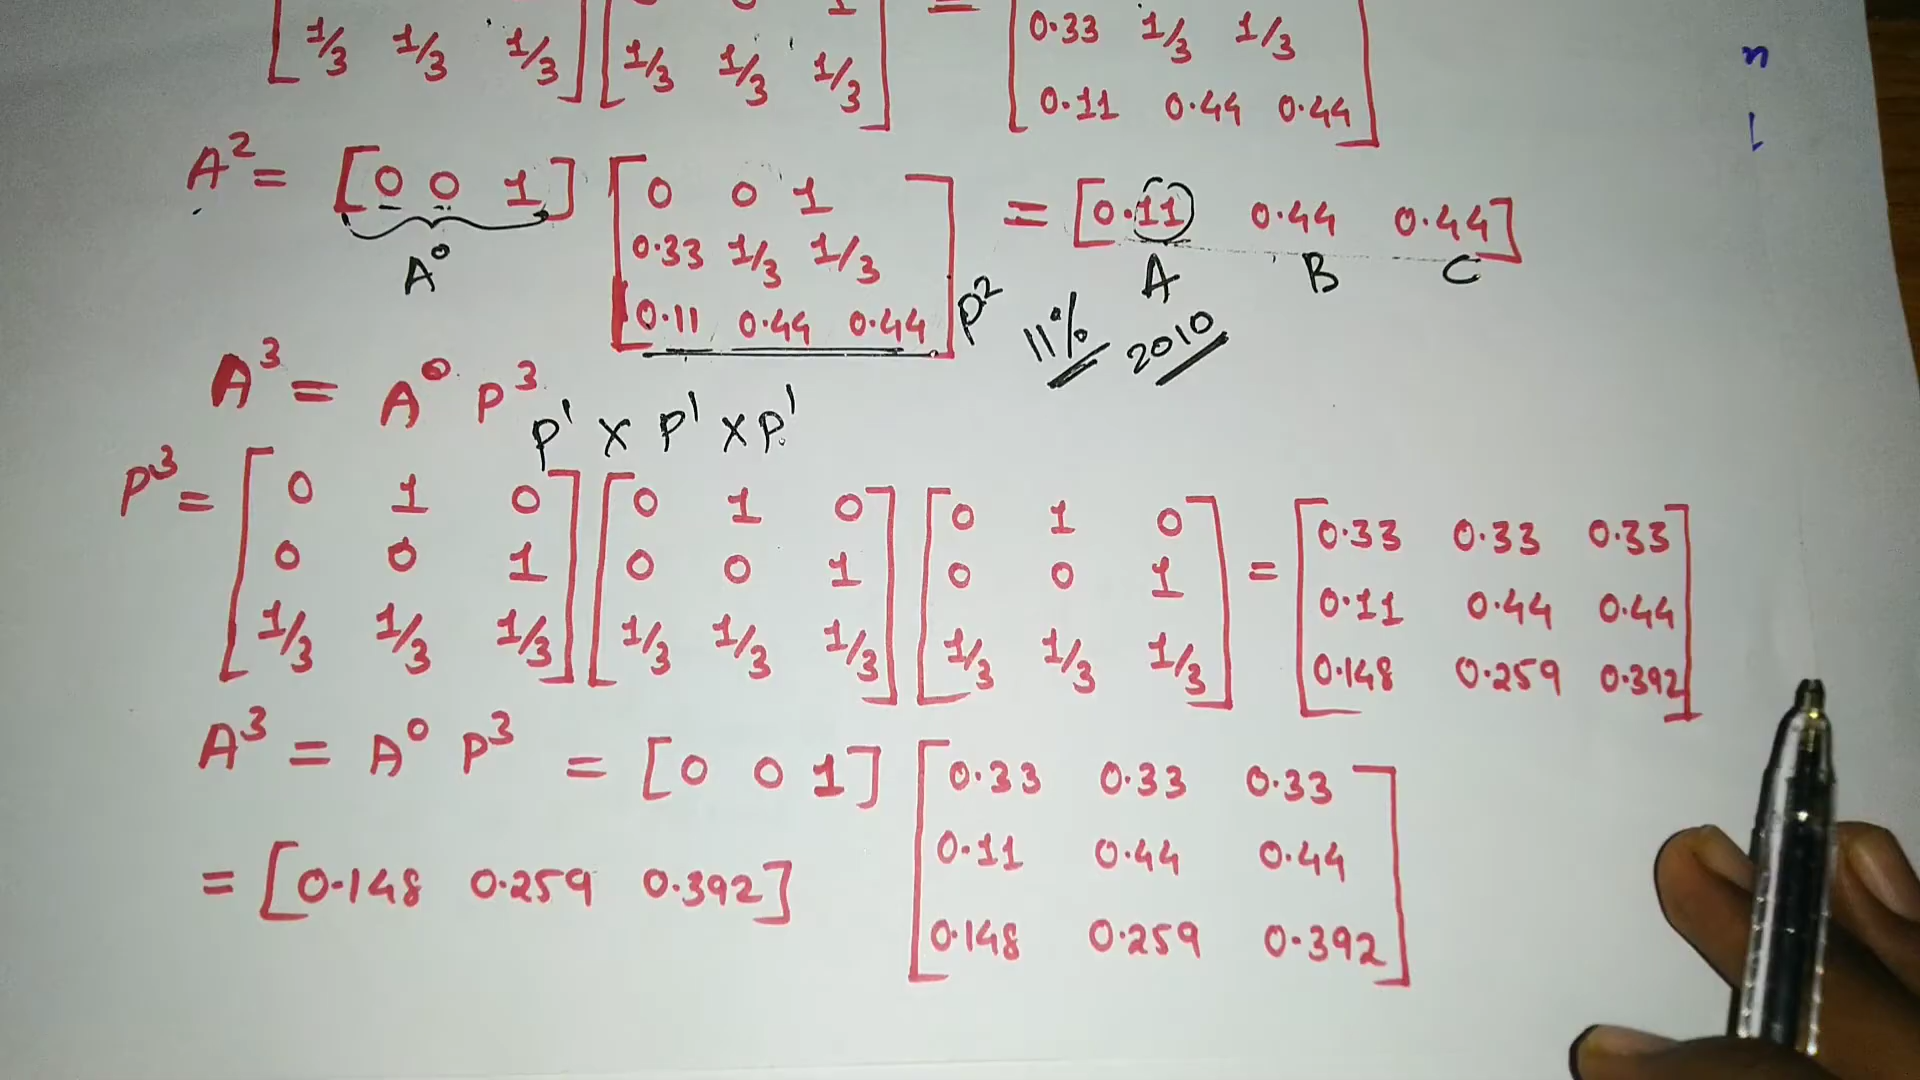 0.33 1/3 1/3
1/3 1/3 1/3 1/3 1/3 1/3 0.11 0.44 0.44
n
1
A² = [0 0 1] 0 0 1 = [0.11 0.44 0.44]
0.33 1/3 1/3
A⁰ A B C
0.11 0.44 0.44 P² 11% 2010
A³ = A⁰ P³
P¹ X P¹ X P¹
P³ = 0 1 0 0 1 0 0 1 0 = 0.33 0.33 0.33
0 0 1 0 0 1 0 0 1 0.11 0.44 0.44
1/3 1/3 1/3 1/3 1/3 1/3 1/3 1/3 1/3 0.148 0.259 0.392
A³ = A⁰ P³ = [0 0 1] 0.33 0.33 0.33
0.11 0.44 0.44
= [0.148 0.259 0.392]
0.148 0.259 0.392